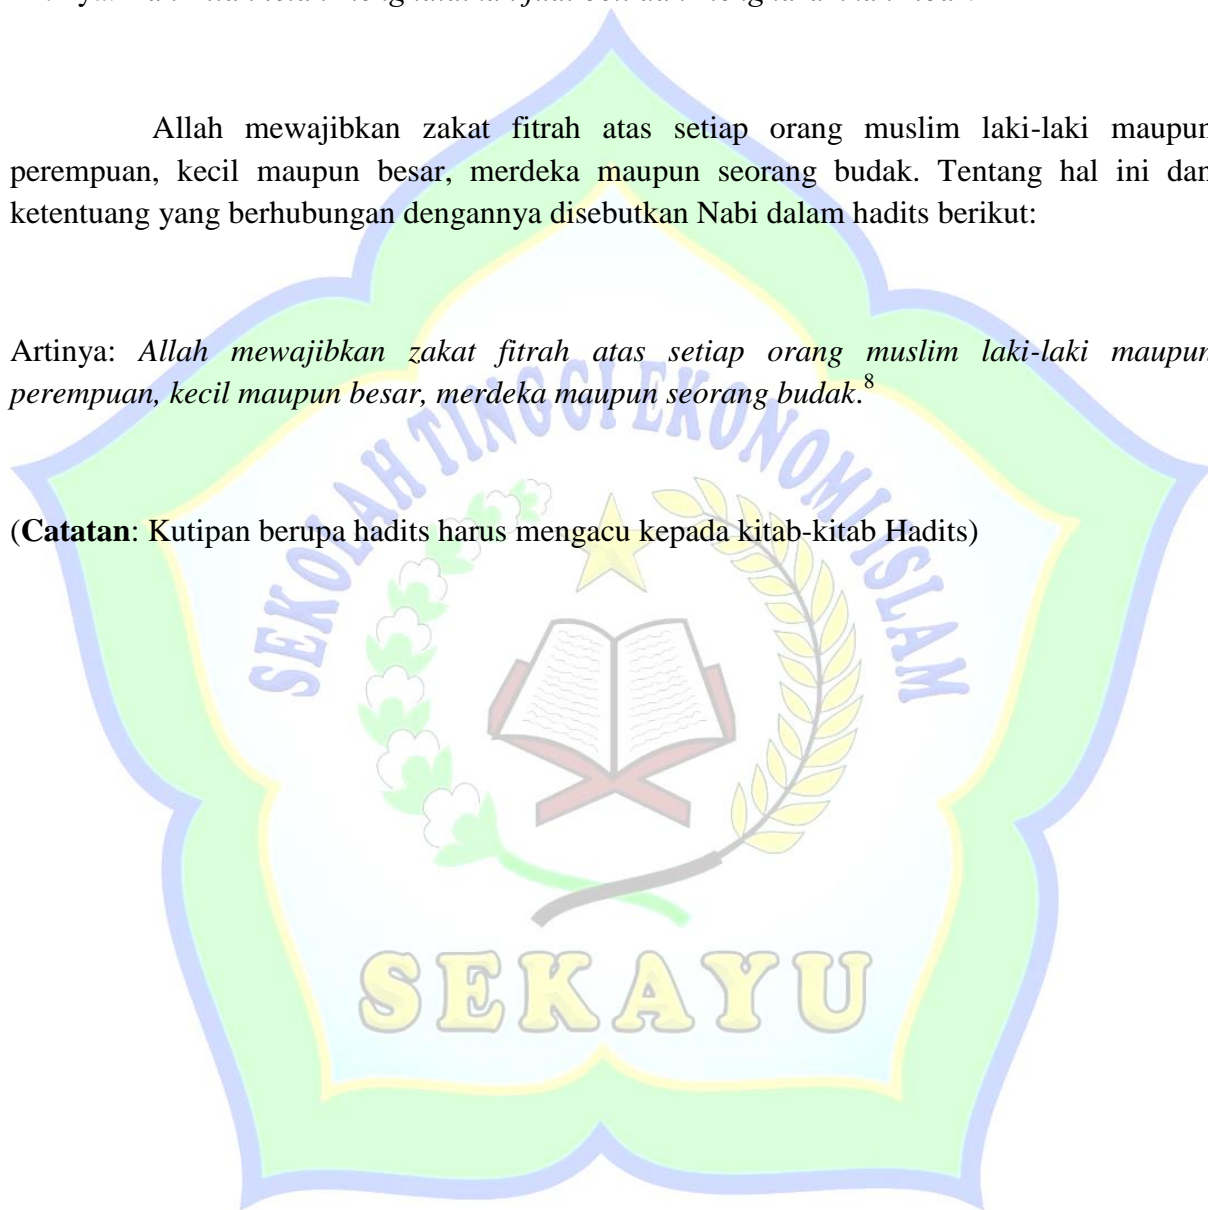 Allah mewajibkan zakat fitrah atas setiap orang muslim laki-laki maupun
perempuan, kecil maupun besar, merdeka maupun seorang budak. Tentang hal ini dan
ketentuang yang berhubungan dengannya disebutkan Nabi dalam hadits berikut:
Artinya: Allah mewajibkan zakat fitrah atas setiap orang muslim laki-laki maupun
perempuan, kecil maupun besar, merdeka maupun seorang budak.8
SEKOLAH TINGGI EKONOMI ISLAM
(Catatan: Kutipan berupa hadits harus mengacu kepada kitab-kitab Hadits)
SEKAYU